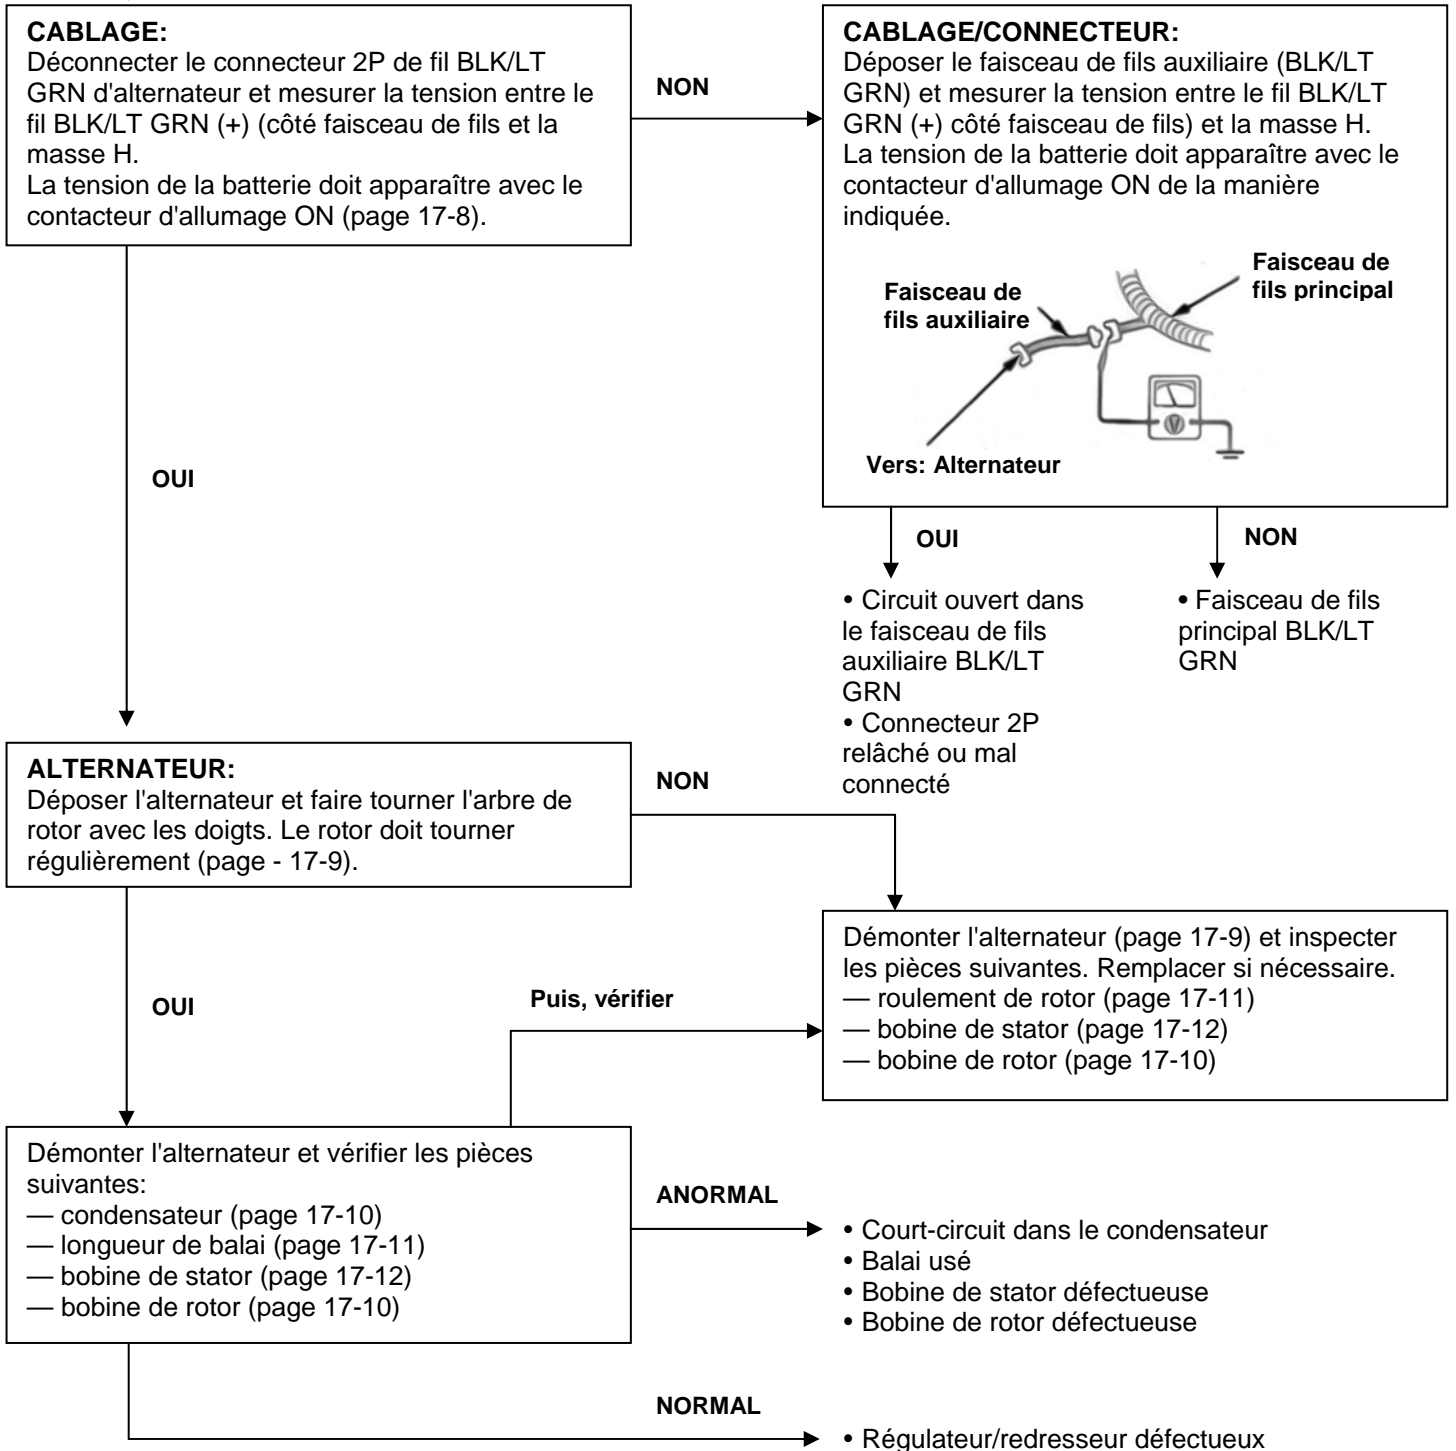 CABLAGE:
Déconnecter le connecteur 2P de fil BLK/LT
GRN d'alternateur et mesurer la tension entre le
fil BLK/LT GRN (+) (côté faisceau de fils et la
masse H.
La tension de la batterie doit apparaître avec le
contacteur d'allumage ON (page 17-8).
NON
CABLAGE/CONNECTEUR:
Déposer le faisceau de fils auxiliaire (BLK/LT
GRN) et mesurer la tension entre le fil BLK/LT
GRN (+) côté faisceau de fils) et la masse H.
La tension de la batterie doit apparaître avec le
contacteur d'allumage ON de la manière
indiquée.
Faisceau de
fils auxiliaire
Faisceau de
fils principal
Vers: Alternateur
OUI
OUI
NON
• Circuit ouvert dans
le faisceau de fils
auxiliaire BLK/LT
GRN
• Connecteur 2P
relâché ou mal
connecté
• Faisceau de fils
principal BLK/LT
GRN
ALTERNATEUR:
Déposer l'alternateur et faire tourner l'arbre de
rotor avec les doigts. Le rotor doit tourner
régulièrement (page - 17-9).
NON
OUI
Puis, vérifier
Démonter l'alternateur (page 17-9) et inspecter
les pièces suivantes. Remplacer si nécessaire.
— roulement de rotor (page 17-11)
— bobine de stator (page 17-12)
— bobine de rotor (page 17-10)
Démonter l'alternateur et vérifier les pièces
suivantes:
— condensateur (page 17-10)
— longueur de balai (page 17-11)
— bobine de stator (page 17-12)
— bobine de rotor (page 17-10)
ANORMAL
• Court-circuit dans le condensateur
• Balai usé
• Bobine de stator défectueuse
• Bobine de rotor défectueuse
NORMAL
• Régulateur/redresseur défectueux